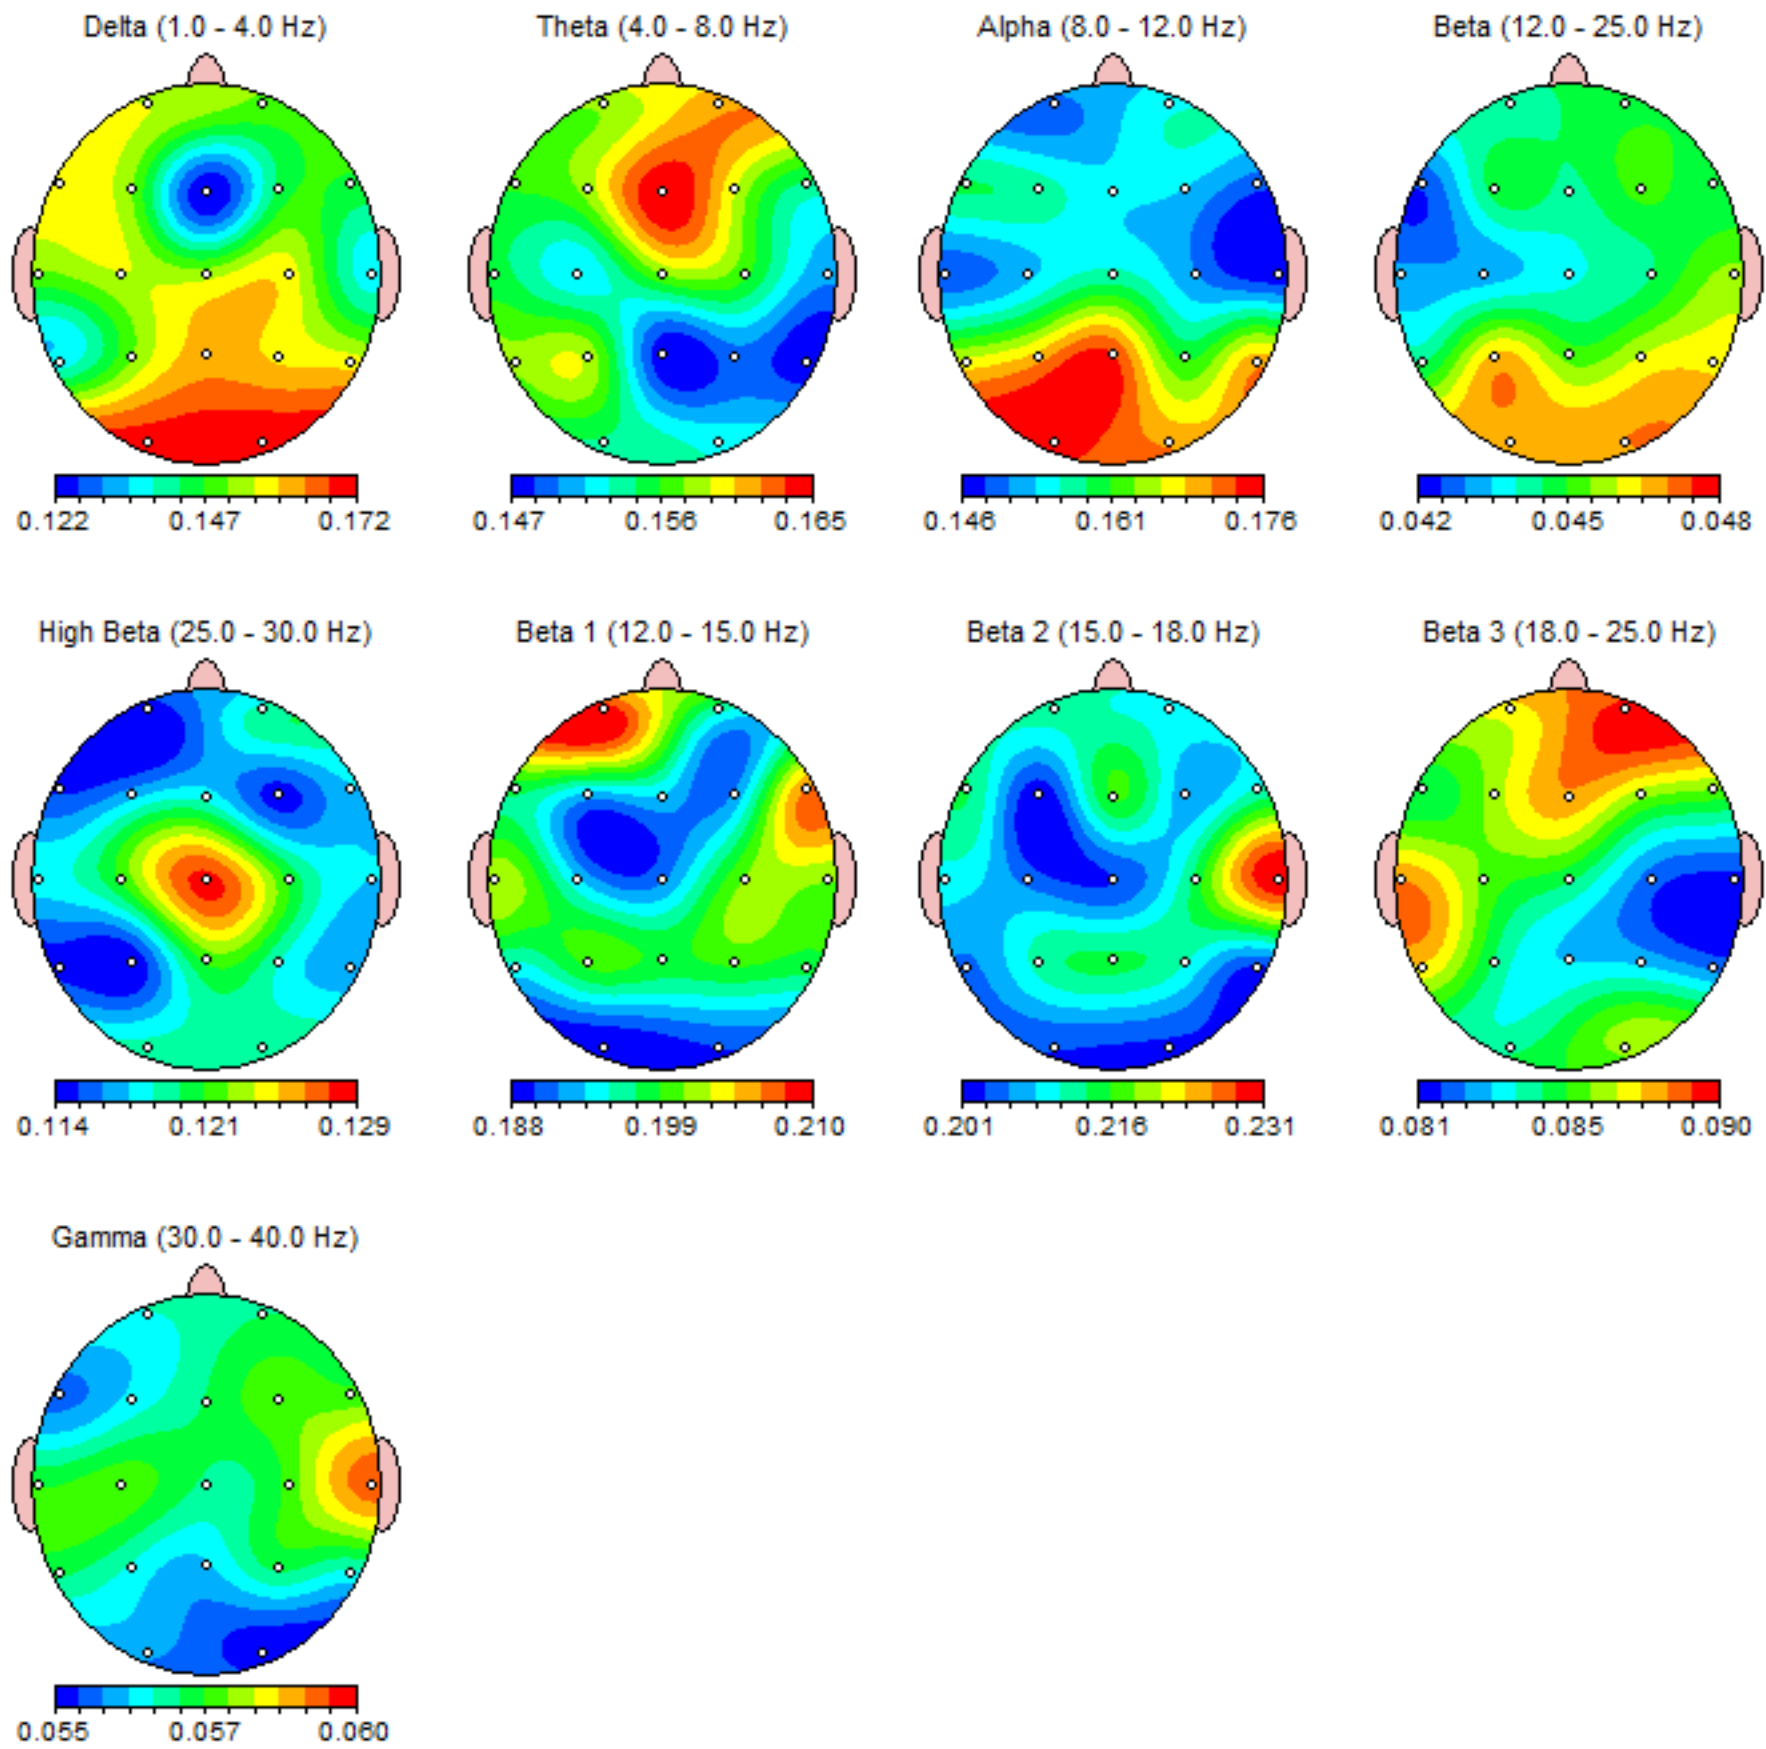 Delta (1.0 - 4.0 Hz)
Theta (4.0 - 8.0 Hz)
Alpha (8.0 - 12.0 Hz)
Beta (12.0 - 25.0 Hz)
0.122 0.147 0.172
0.147 0.156 0.165
0.146 0.161 0.176
0.042 0.045 0.048
High Beta (25.0 - 30.0 Hz)
Beta 1 (12.0 - 15.0 Hz)
Beta 2 (15.0 - 18.0 Hz)
Beta 3 (18.0 - 25.0 Hz)
0.114 0.121 0.129
0.188 0.199 0.210
0.201 0.216 0.231
0.081 0.085 0.090
Gamma (30.0 - 40.0 Hz)
0.055 0.057 0.060